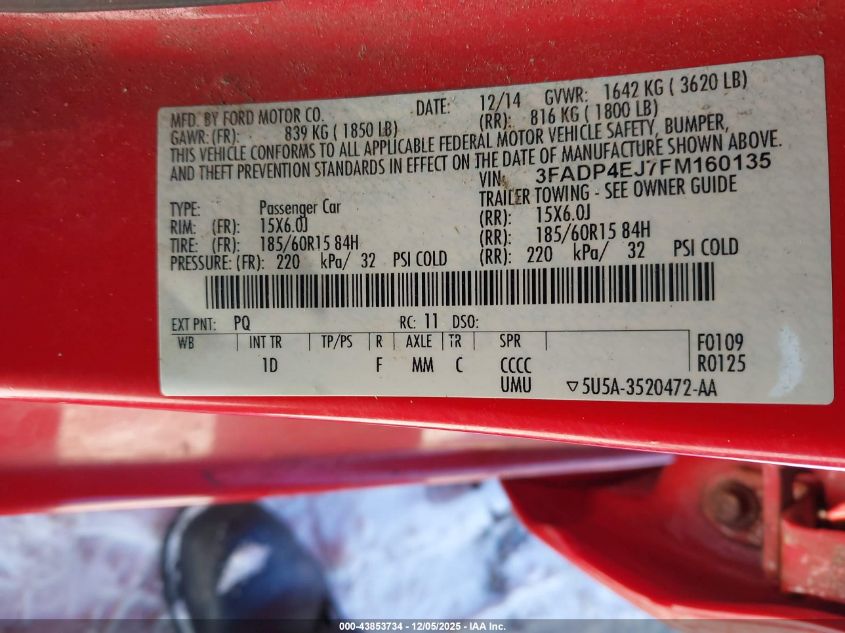 MFD. BY FORD MOTOR CO. DATE: 12/14 GVWR: 1642 KG ( 3620 LB)
GAWR: (FR): 839 KG ( 1850 LB) (RR): 816 KG ( 1800 LB)
THIS VEHICLE CONFORMS TO ALL APPLICABLE FEDERAL MOTOR VEHICLE SAFETY, BUMPER,
AND THEFT PREVENTION STANDARDS IN EFFECT ON THE DATE OF MANUFACTURE SHOWN ABOVE.
VIN: 3FADP4EJ7FM160135
TYPE: Passenger Car TRAILER TOWING - SEE OWNER GUIDE
RIM: (FR): 15X6.0J (RR): 15X6.0J
TIRE: (FR): 185/60R15 84H (RR): 185/60R15 84H
PRESSURE: (FR): 220 kPa/ 32 PSI COLD (RR): 220 kPa/ 32 PSI COLD
EXT PNT: PQ RC: 11 DSO:
WB INT TR TP/PS R AXLE TR SPR F0109
1D F MM C CCCC R0125
UMU ▽5U5A-3520472-AA
000-43853734 - 12/05/2025 - IAA Inc.